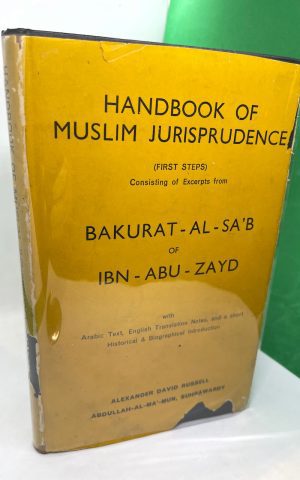 HANDBOOK OF
MUSLIM JURISPRUDENCE
(FIRST STEPS)
Consisting of Excerpts from
BAKURAT - AL - SA'B
OF
IBN - ABU - ZAYD
with
Arabic Text, English Translation Notes, and a short
Historical & Biographical Introduction
ALEXANDER DAVID RUSSELL
ABDULLAH-AL-MA'-MUN, SUHRAWARDY